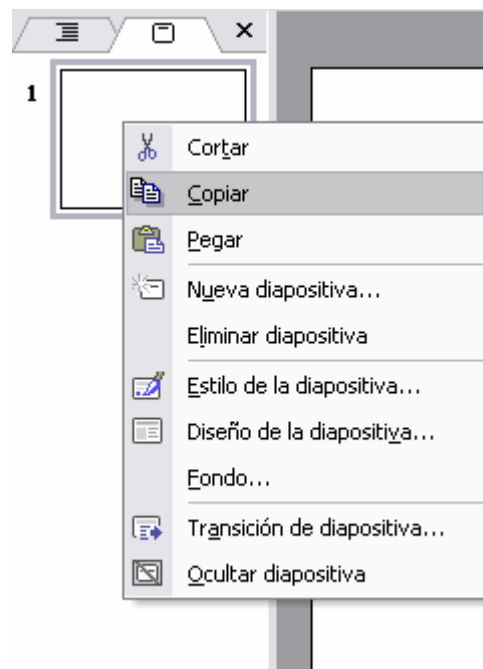 1
Cortar
Copiar
Pegar
Nueva diapositiva...
Eliminar diapositiva
Estilo de la diapositiva...
Diseño de la diapositiva...
Fondo...
Transición de diapositiva...
Ocultar diapositiva